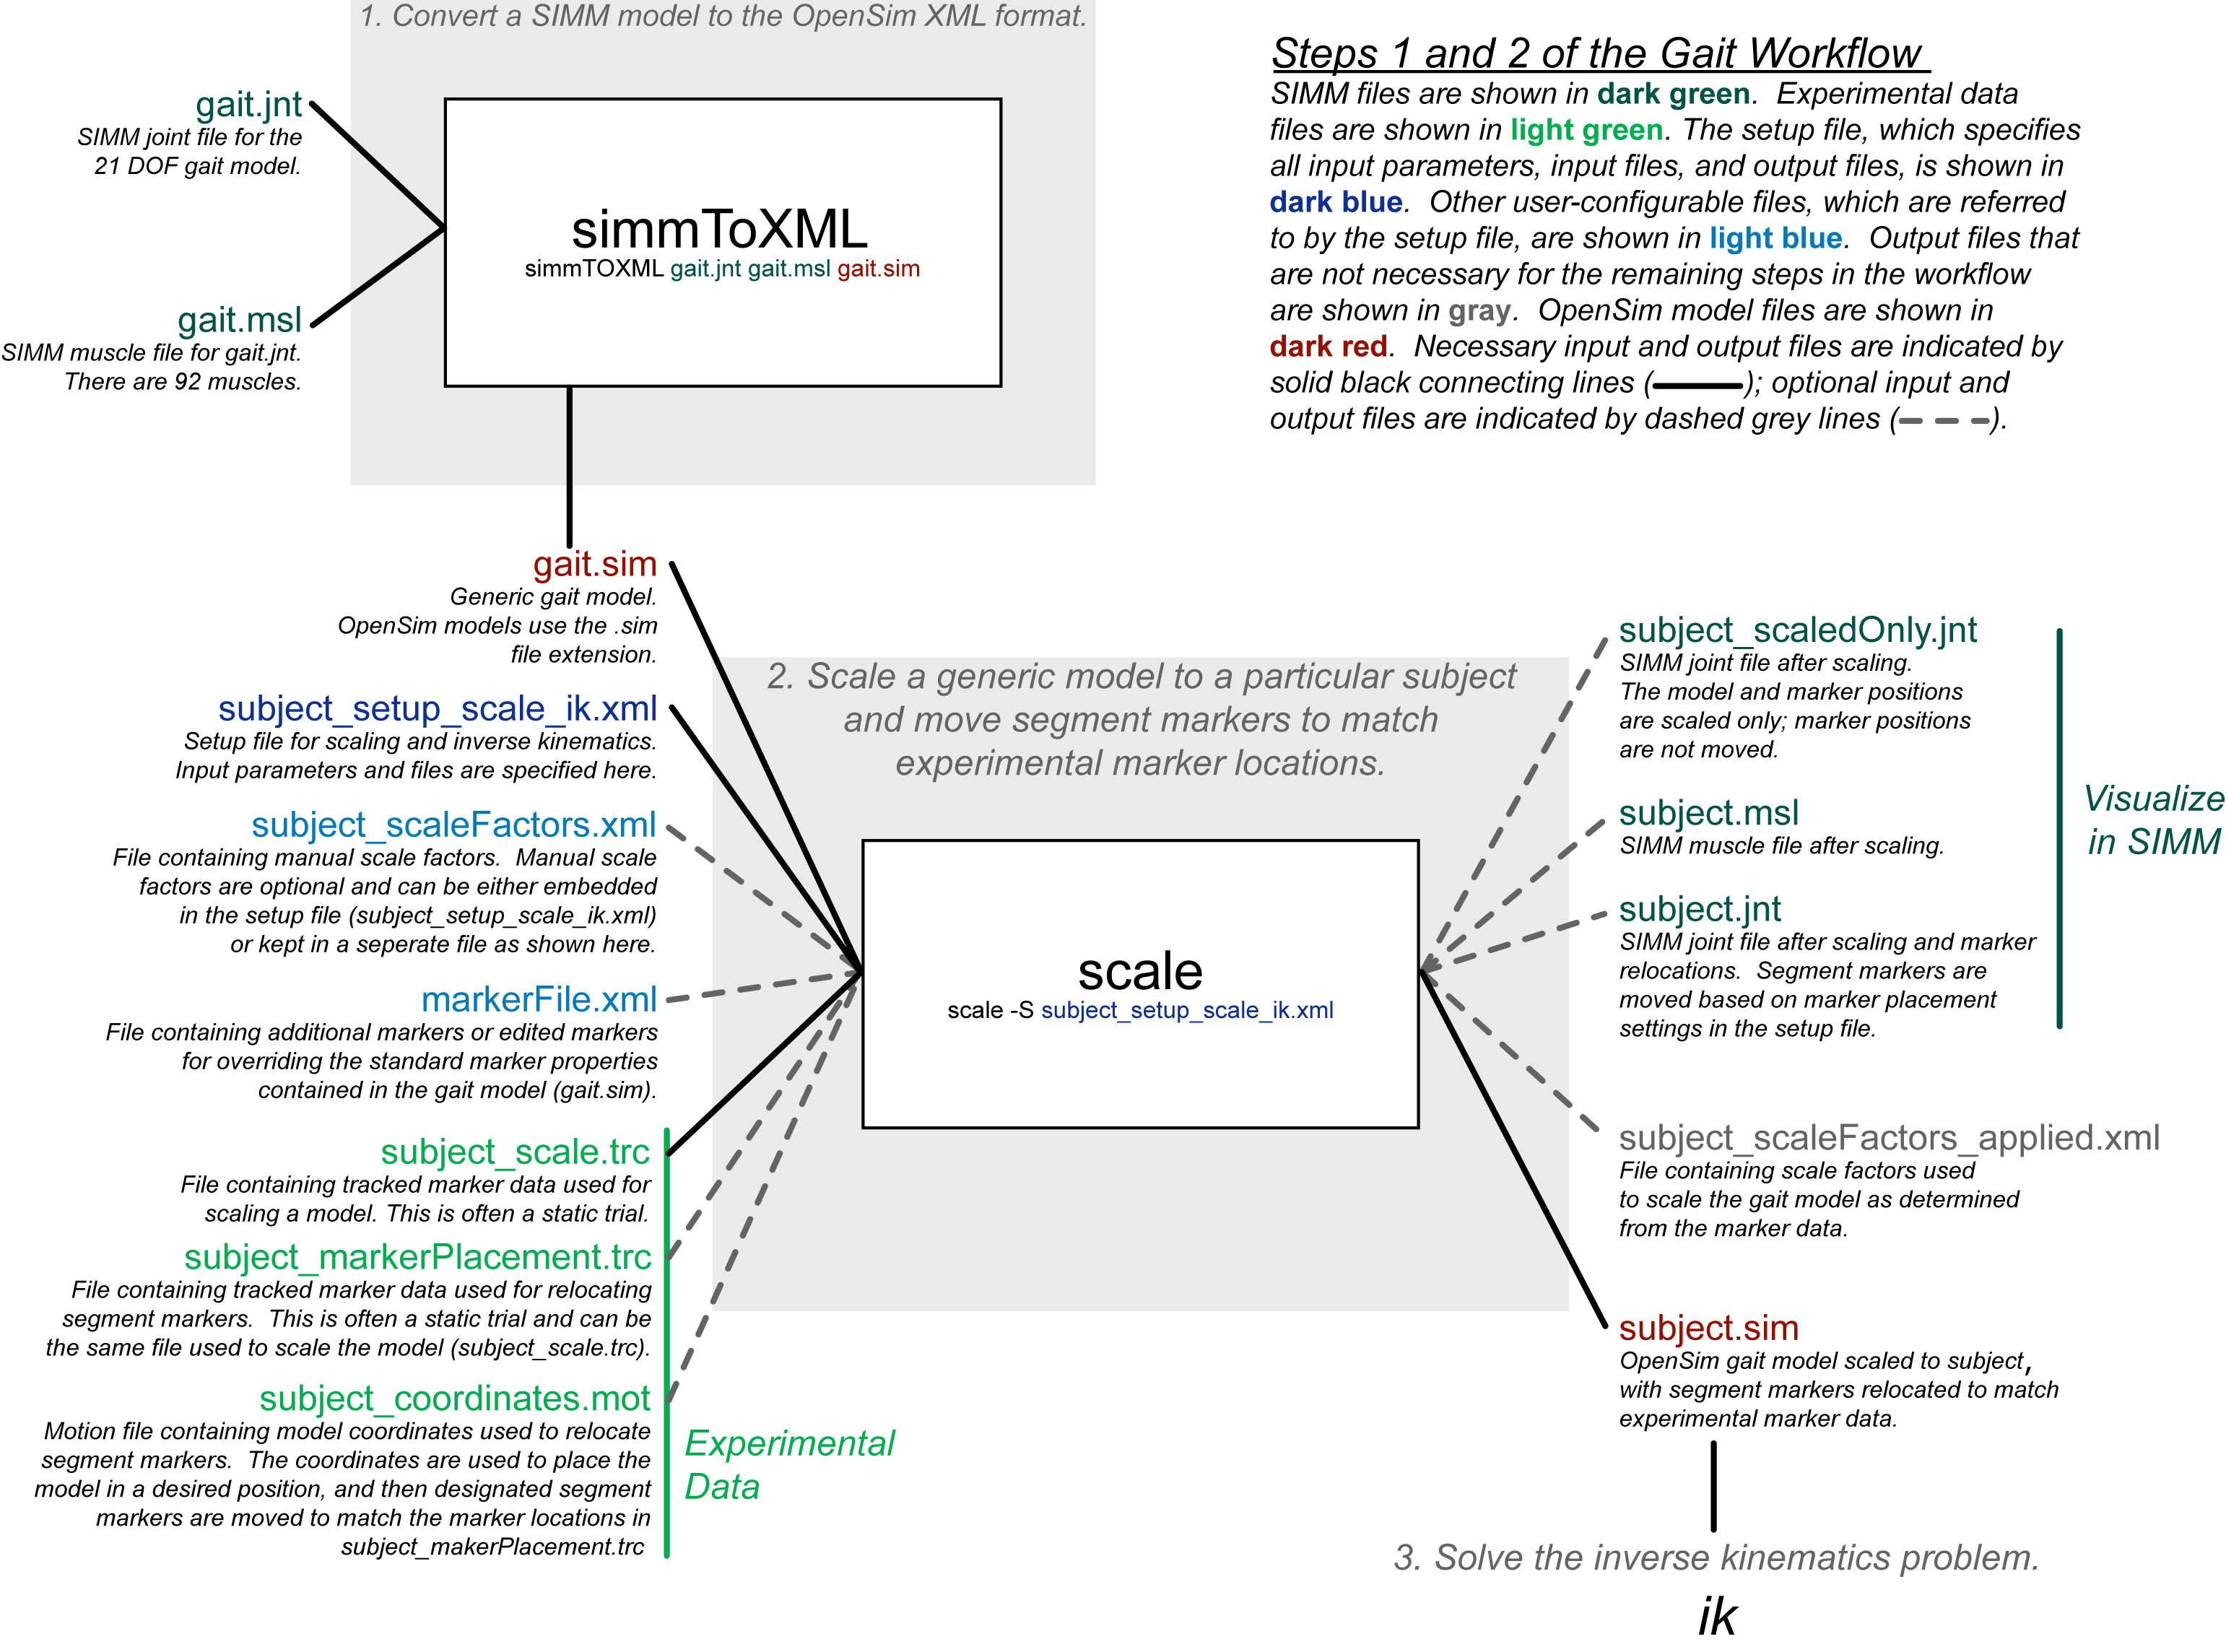 1. Convert a SIMM model to the OpenSim XML format.
gait.jnt
SIMM joint file for the
21 DOF gait model.
gait.msl
SIMM muscle file for gait.jnt.
There are 92 muscles.
simmToXML
simmTOXML gait.jnt gait.msl gait.sim
Steps 1 and 2 of the Gait Workflow
SIMM files are shown in dark green. Experimental data
files are shown in light green. The setup file, which specifies
all input parameters, input files, and output files, is shown in
dark blue. Other user-configurable files, which are referred
to by the setup file, are shown in light blue. Output files that
are not necessary for the remaining steps in the workflow
are shown in gray. OpenSim model files are shown in
dark red. Necessary input and output files are indicated by
solid black connecting lines ( ); optional input and
output files are indicated by dashed grey lines ( ).
gait.sim
Generic gait model.
OpenSim models use the .sim
file extension.
subject_setup_scale_ik.xml
Setup file for scaling and inverse kinematics.
Input parameters and files are specified here.
subject_scaleFactors.xml
File containing manual scale factors. Manual scale
factors are optional and can be either embedded
in the setup file (subject_setup_scale_ik.xml)
or kept in a seperate file as shown here.
markerFile.xml
File containing additional markers or edited markers
for overriding the standard marker properties
contained in the gait model (gait.sim).
subject_scale.trc
File containing tracked marker data used for
scaling a model. This is often a static trial.
subject_markerPlacement.trc
File containing tracked marker data used for relocating
segment markers. This is often a static trial and can be
the same file used to scale the model (subject_scale.trc).
subject_coordinates.mot
Motion file containing model coordinates used to relocate
segment markers. The coordinates are used to place the
model in a desired position, and then designated segment
markers are moved to match the marker locations in
subject_makerPlacement.trc
Experimental
Data
2. Scale a generic model to a particular subject
and move segment markers to match
experimental marker locations.
scale
scale -S subject_setup_scale_ik.xml
subject_scaledOnly.jnt
SIMM joint file after scaling.
The model and marker positions
are scaled only; marker positions
are not moved.
subject.msl
SIMM muscle file after scaling.
subject.jnt
SIMM joint file after scaling and marker
relocations. Segment markers are
moved based on marker placement
settings in the setup file.
Visualize
in SIMM
subject_scaleFactors_applied.xml
File containing scale factors used
to scale the gait model as determined
from the marker data.
subject.sim
OpenSim gait model scaled to subject,
with segment markers relocated to match
experimental marker data.
3. Solve the inverse kinematics problem.
ik